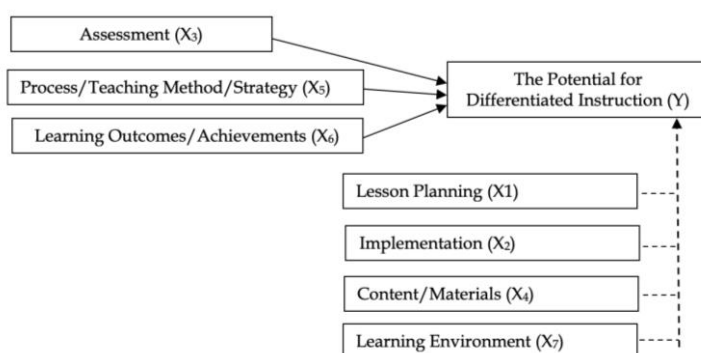 Assessment (X₃)
Process/Teaching Method/Strategy (X₅)
Learning Outcomes/Achievements (X₆)
The Potential for
Differentiated Instruction (Y)
Lesson Planning (X1)
Implementation (X₂)
Content/Materials (X₄)
Learning Environment (X₇)